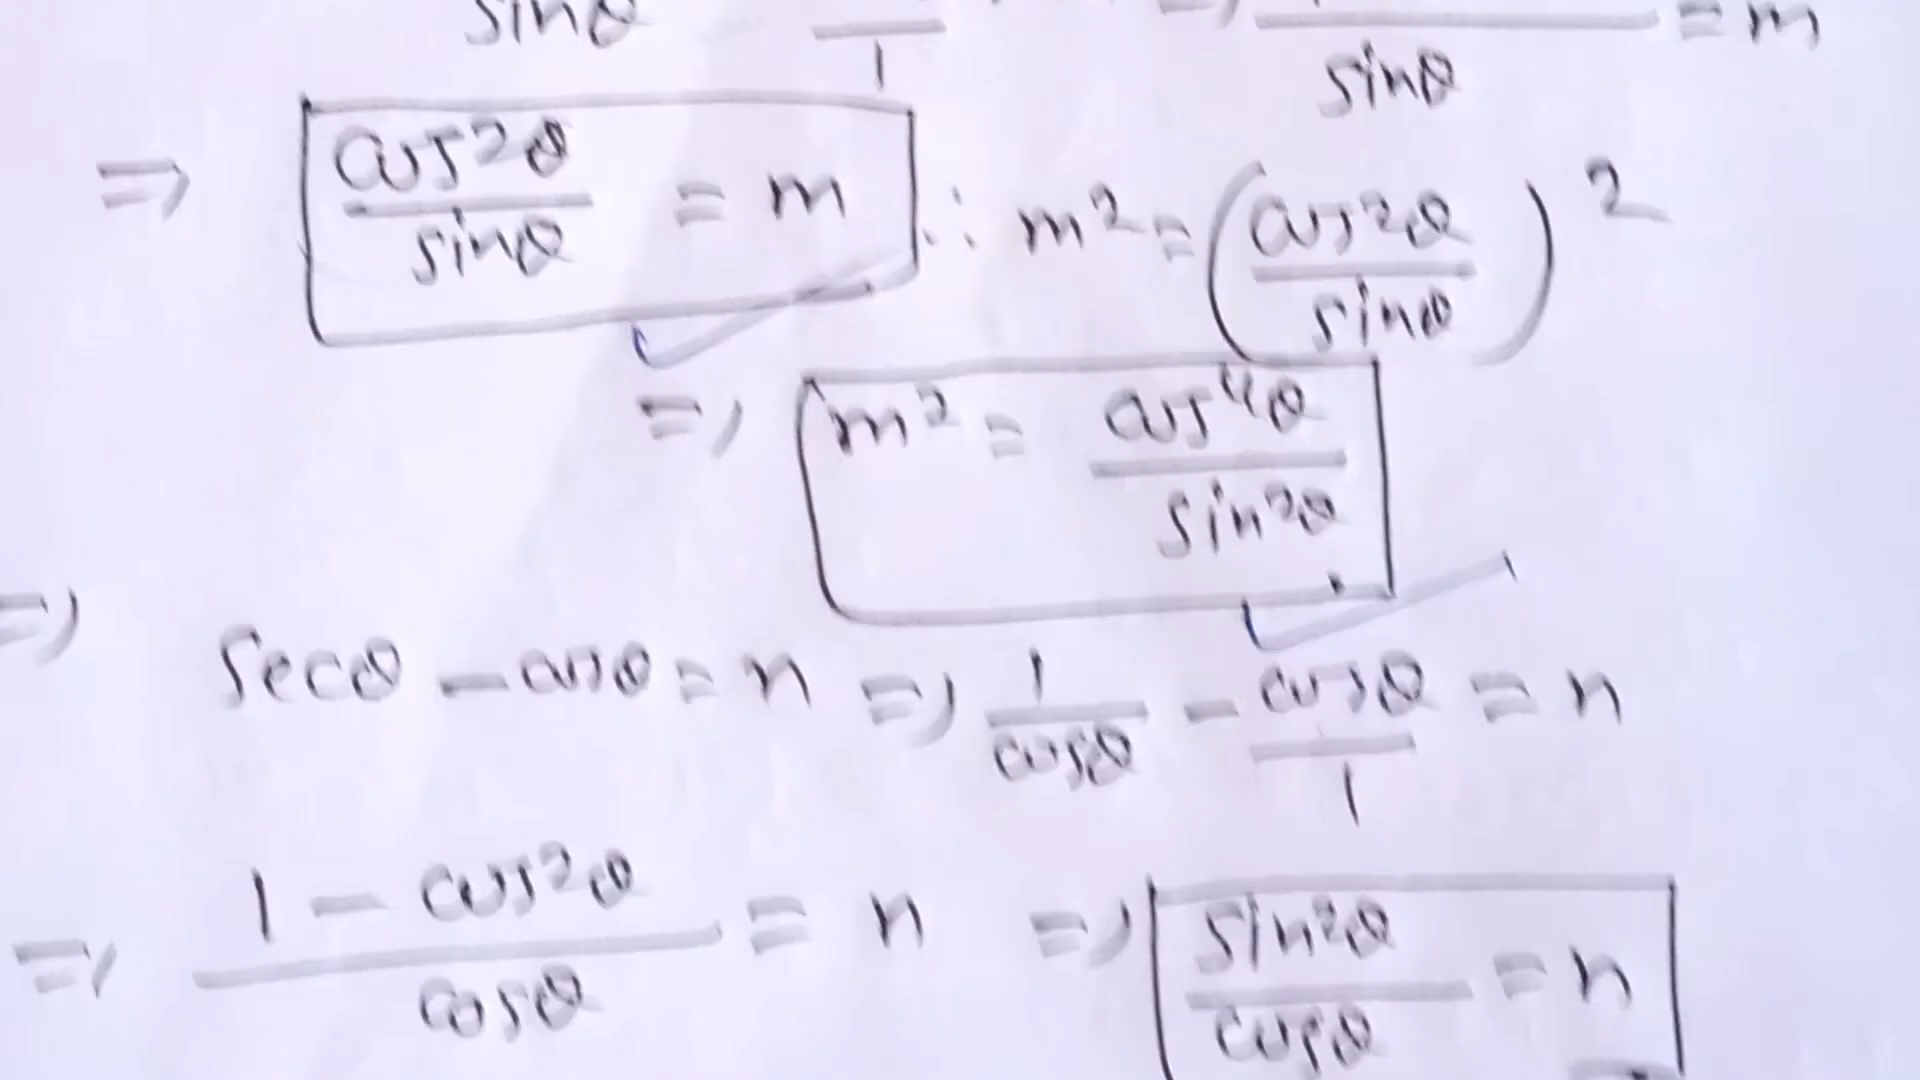 sinθ 1 ⇒ / sinθ = m
⇒ cos²θ / sinθ = m ∴ m² = (cos²θ / sinθ)²
⇒ m² = cos⁴θ / sin²θ
⇒
secθ - cosθ = n ⇒ 1 / cosθ - cosθ / 1 = n
⇒ 1 - cos²θ / cosθ = n ⇒ sin²θ / cosθ = n